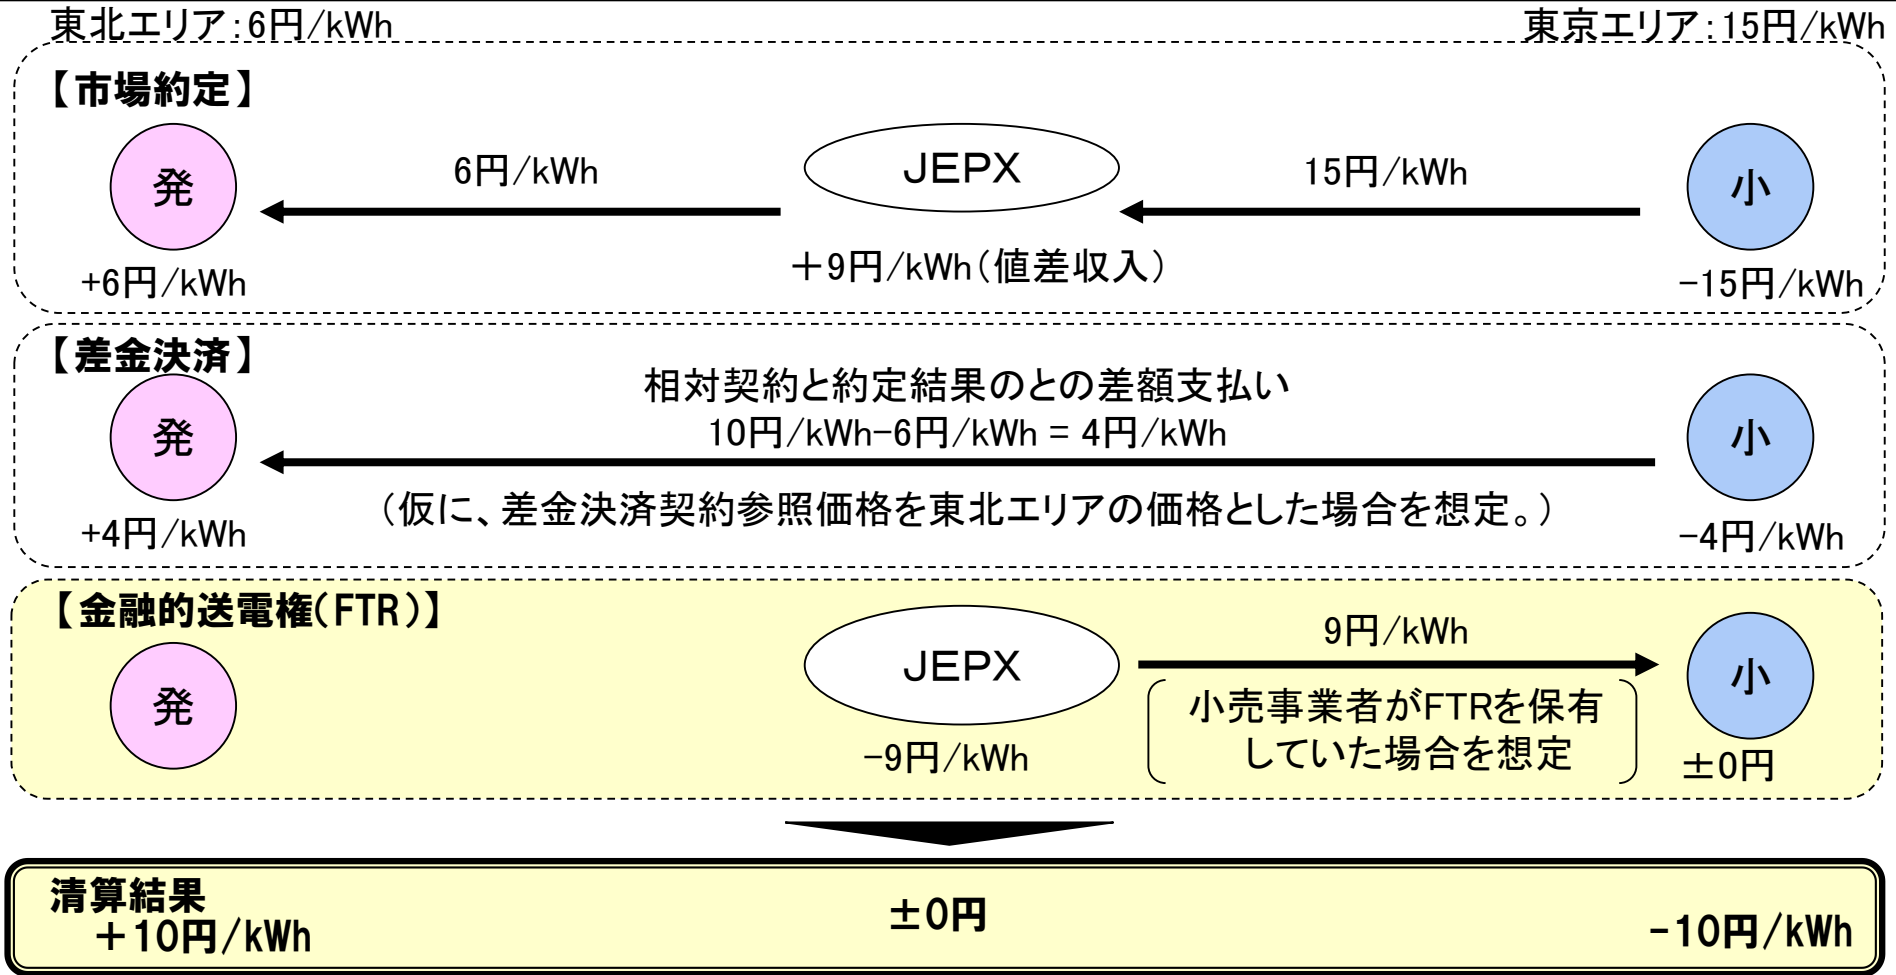 東北エリア:6円/kWh
東京エリア:15円/kWh
【市場約定】
発
6円/kWh
JEPX
15円/kWh
小
+6円/kWh
+9円/kWh(値差収入)
-15円/kWh
【差金決済】
発
相対契約と約定結果のとの差額支払い
10円/kWh-6円/kWh = 4円/kWh
小
(仮に、差金決済契約参照価格を東北エリアの価格とした場合を想定。)
+4円/kWh
-4円/kWh
【金融的送電権(FTR)】
発
JEPX
9円/kWh
小
小売事業者がFTRを保有
していた場合を想定
-9円/kWh
±0円
清算結果
+10円/kWh
±0円
-10円/kWh